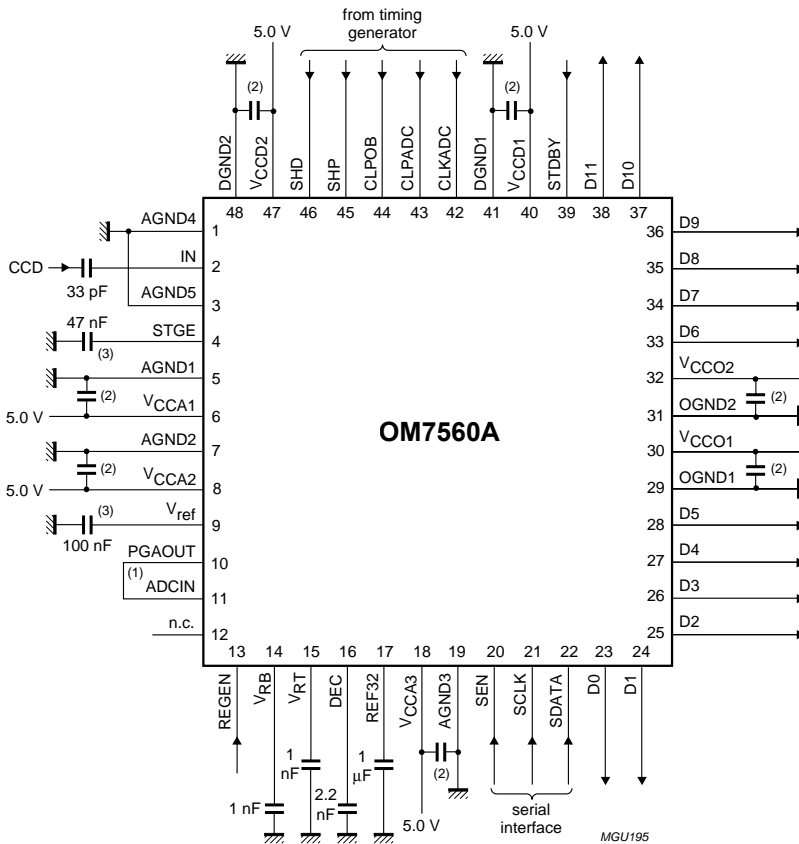 from timing
generator
5.0 V
5.0 V
(2)
(2)
DGND2
VCCD2
SHD
SHP
CLPOB
CLPADC
CLKADC
DGND1
VCCD1
STDBY
D11
D10
48
47
46
45
44
43
42
41
40
39
38
37
AGND4
1
CCD
IN
2
33 pF
AGND5
3
47 nF
STGE
4
(3)
AGND1
5
(2)
5.0 V
VCCA1
6
AGND2
7
(2)
5.0 V
VCCA2
8
Vref
9
(3)
100 nF
PGAOUT
10
(1)
ADCIN
11
n.c.
12
OM7560A
36
D9
35
D8
34
D7
33
D6
32
VCCO2
(2)
31
OGND2
30
VCCO1
(2)
29
OGND1
28
D5
27
D4
26
D3
25
D2
13
14
15
16
17
18
19
20
21
22
23
24
REGEN
VRB
VRT
DEC
REF32
VCCA3
AGND3
SEN
SCLK
SDATA
D0
D1
1 nF
1
nF
2.2
nF
1
μF
(2)
5.0 V
serial
interface
MGU195